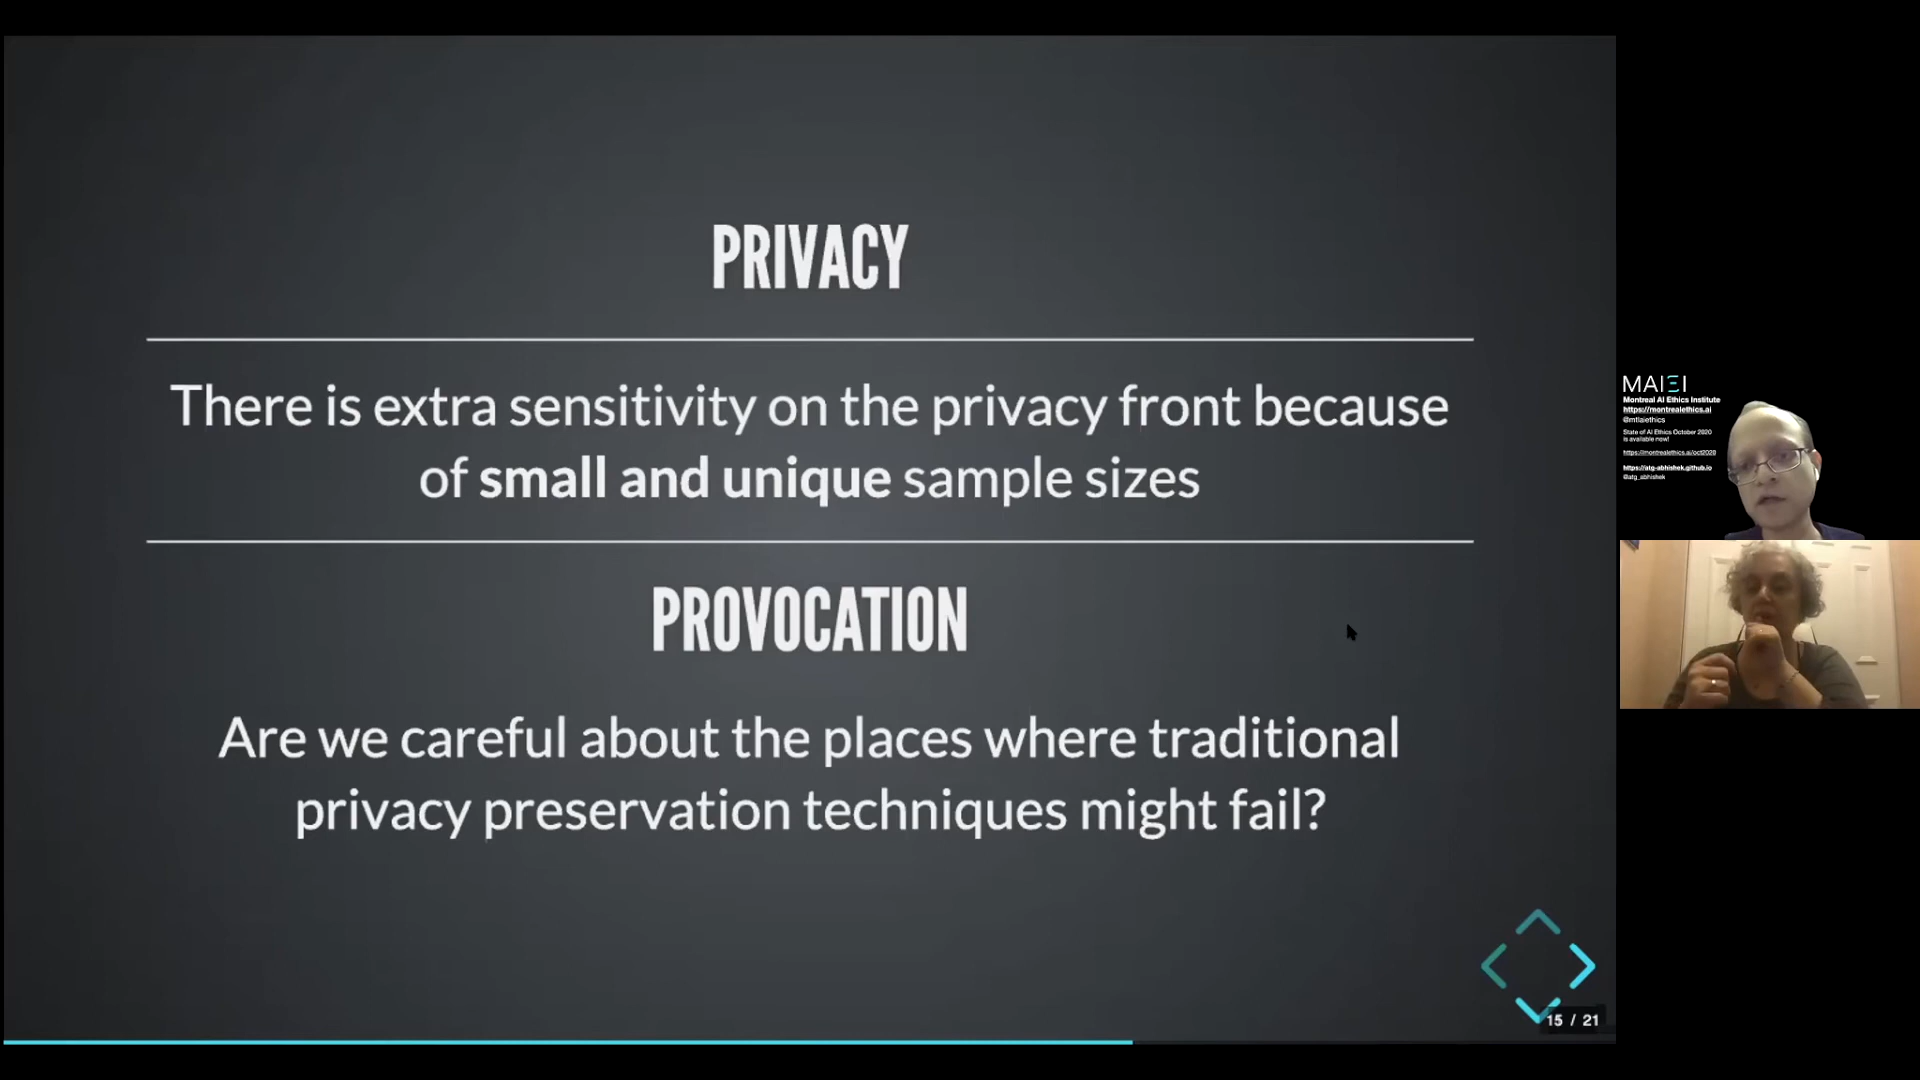 PRIVACY
There is extra sensitivity on the privacy front because
of small and unique sample sizes
PROVOCATION
Are we careful about the places where traditional
privacy preservation techniques might fail?
15 / 21
MAIEI
Montreal AI Ethics Institute
https://montrealethics.ai
@mtlaiethics
State of AI Ethics October 2020
is available now!
https://montrealethics.ai/oct2020
https://atg-abhishek.github.io
@atg_abhishek